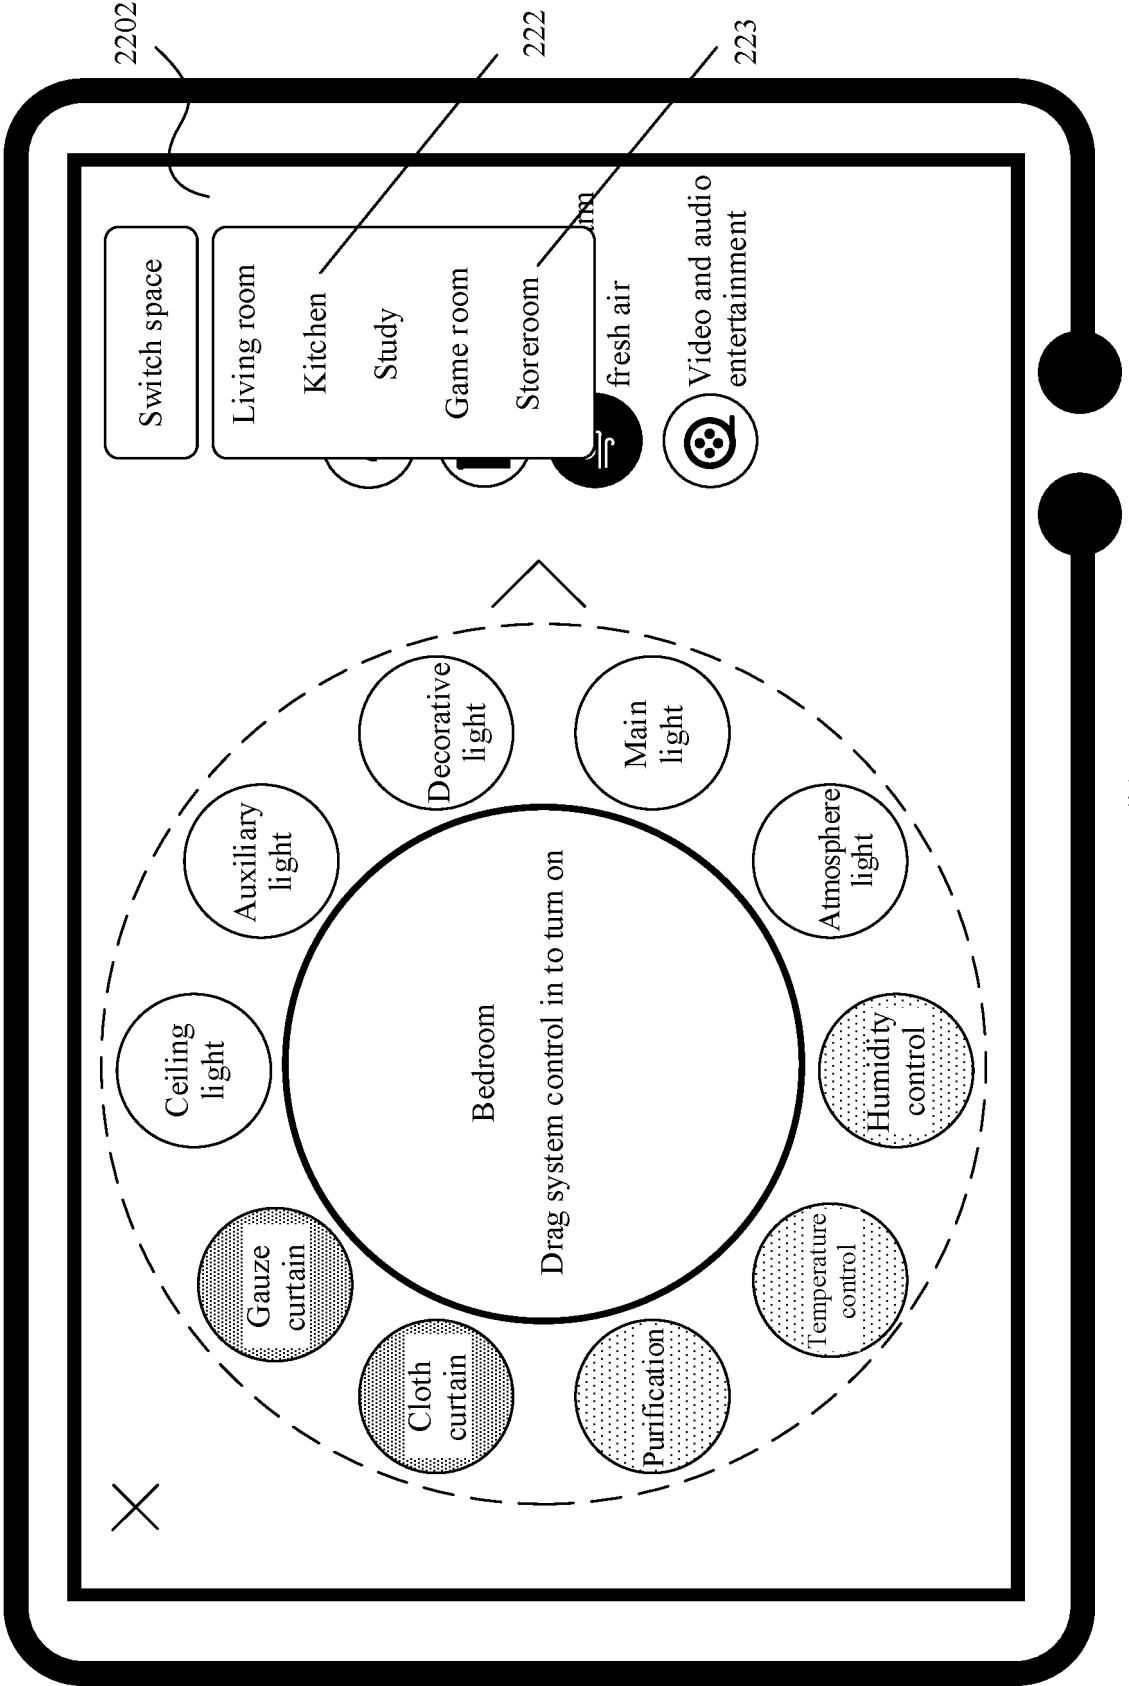 2202
222
223
Switch space
Living room
Kitchen
Study
Game room
Storeroom
fresh air
Video and audio
entertainment
Decorative
light
Main
light
Auxiliary
light
Atmosphere
light
Ceiling
light
Bedroom
Drag system control in to turn on
Humidity
control
Gauze
curtain
Temperature
control
Cloth
curtain
Purification